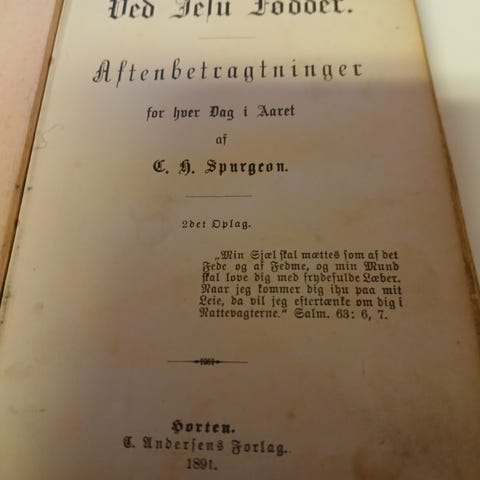 Ved Jesu Fødder.
Aftenbetragtninger
for hver Dag i Aaret
af
C. H. Spurgeon.
2det Oplag.
„Min Sjæl skal mættes som af det
Fede og af Fedme, og min Mund
skal love dig med frydefulde Læber.
Naar jeg kommer dig ihu paa mit
Leie, da vil jeg eftertænke om dig i
Nattevagterne.“ Salm. 63: 6, 7.
Horten.
C. Andersens Forlag.
1891.